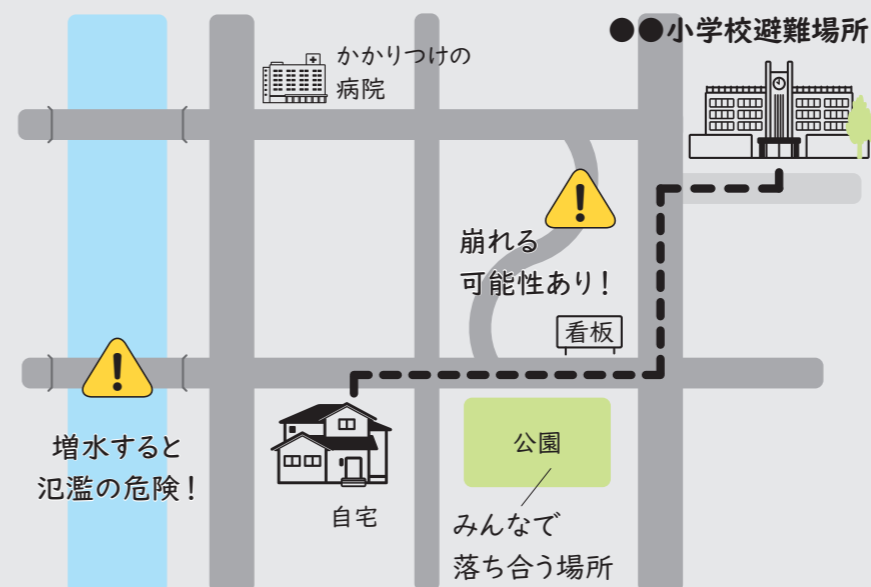 ●●小学校避難場所
かかりつけの
病院
崩れる
可能性あり！
看板
増水すると
氾濫の危険！
自宅
公園
みんなで
落ち合う場所